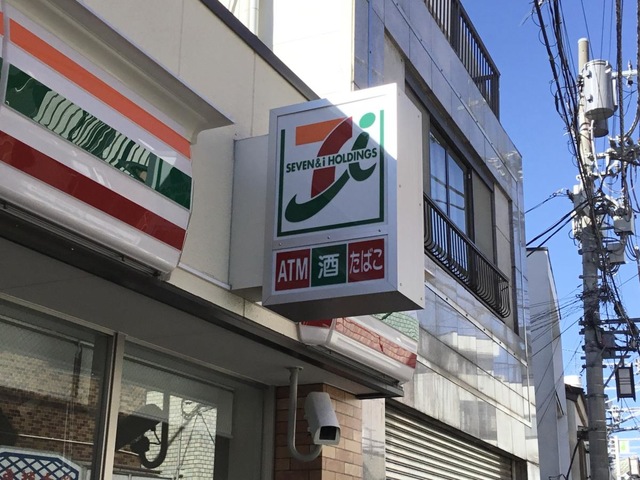 SEVEN&i HOLDINGS
ATM 酒 たばこ